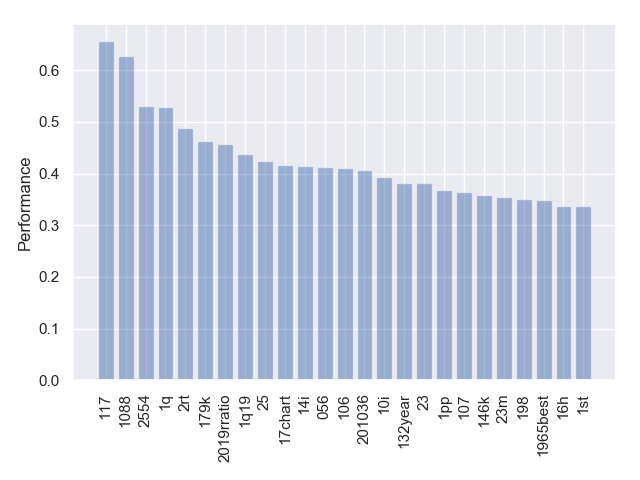 0.6
0.5
0.4
0.3
0.2
0.1
0.0
Performance
117
1088
2554
1q
2rt
179k
2019rratio
1q19
25
17chart
14i
056
106
201036
10i
132year
23
1pp
107
146k
23m
198
1965best
16h
1st